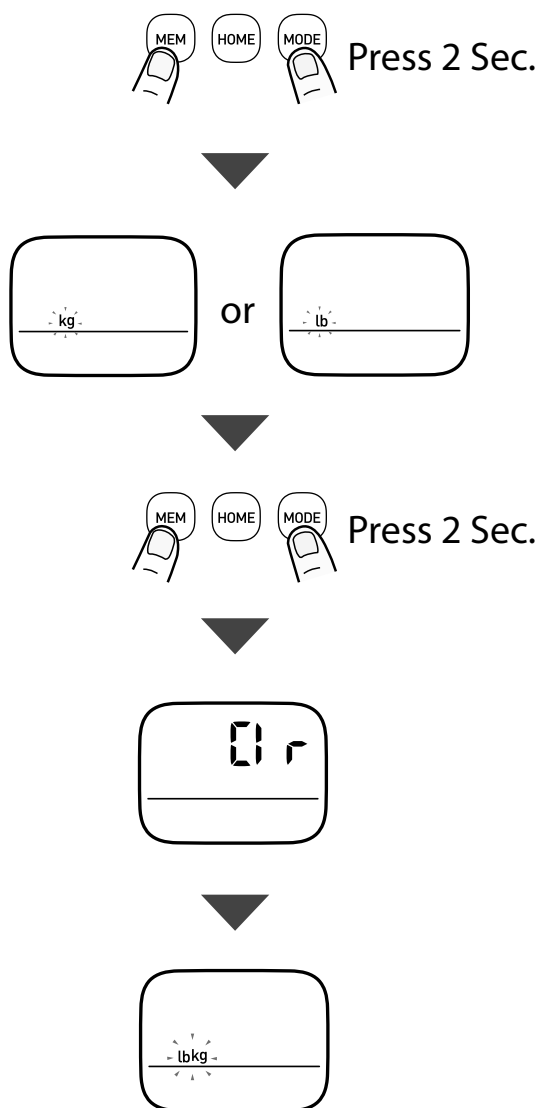 MEM HOME MODE Press 2 Sec.
kg or lb
MEM HOME MODE Press 2 Sec.
Clr
lbkg